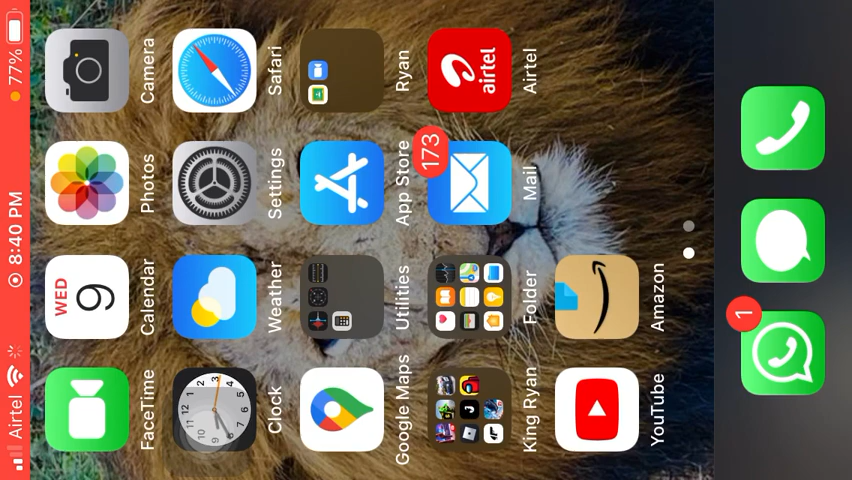 Airtel 8:40 PM 77%
WED
9
FaceTime Calendar Photos Camera
Clock Weather Settings Safari
Google Maps Utilities App Store Ryan
173
airtel
King Ryan Folder Mail Airtel
YouTube Amazon
1